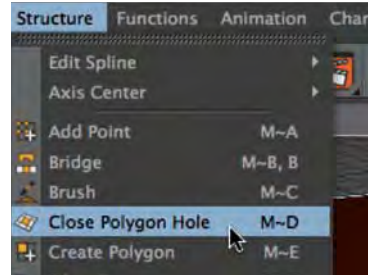 Structure Functions Animation Char
Edit Spline
Axis Center
Add Point M~A
Bridge M~B, B
Brush M~C
Close Polygon Hole M~D
Create Polygon M~E